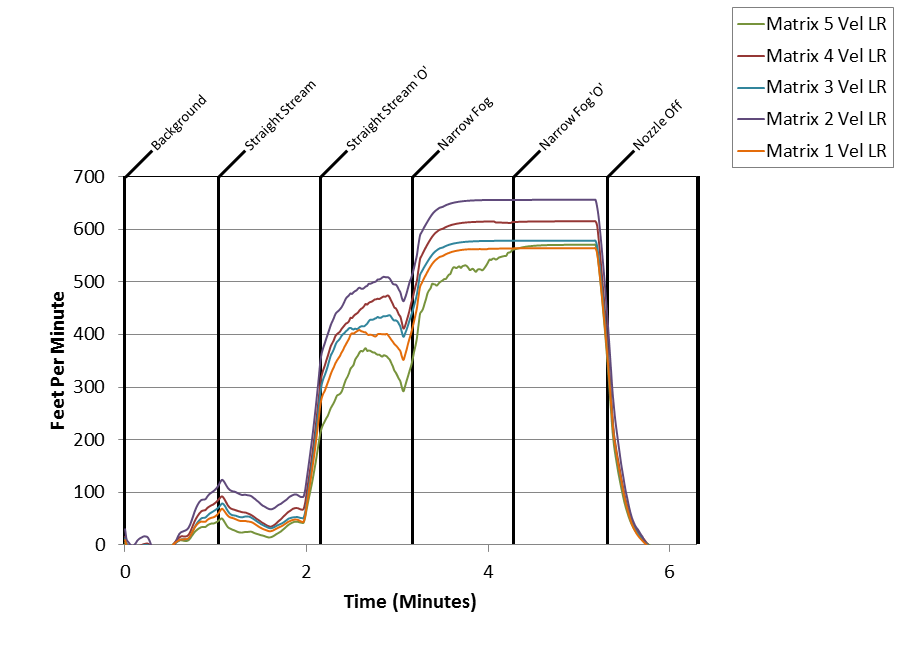 Matrix 5 Vel LR
Matrix 4 Vel LR
Matrix 3 Vel LR
Matrix 2 Vel LR
Matrix 1 Vel LR
Background
Straight Stream
Straight Stream 'O'
Narrow Fog
Narrow Fog 'O'
Nozzle Off
700
600
500
400
300
200
100
0
Feet Per Minute
0 2 4 6
Time (Minutes)